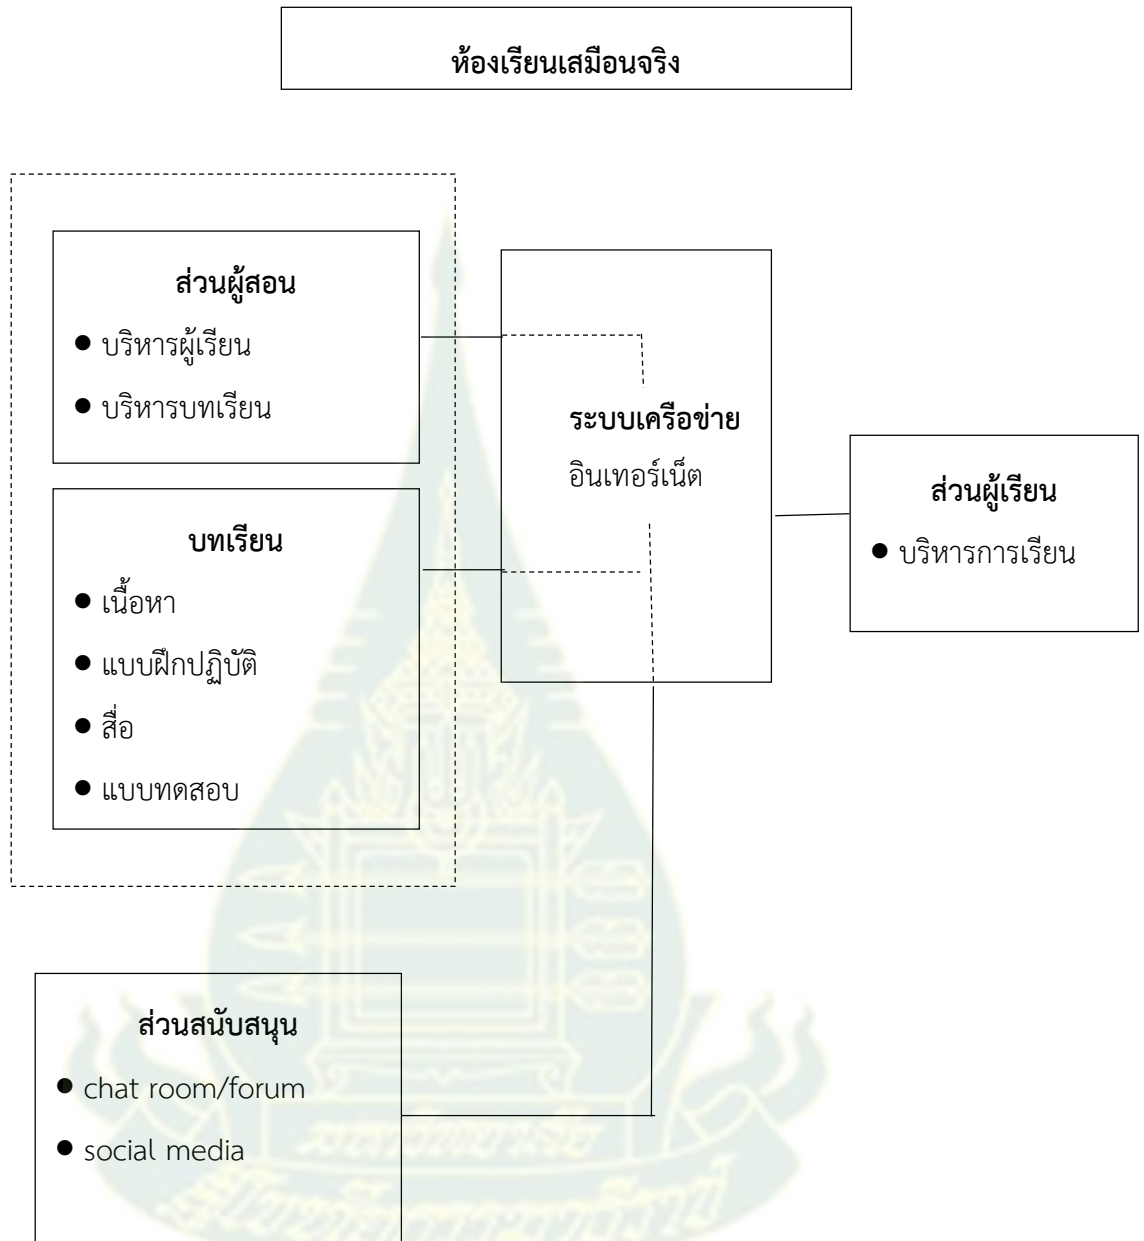 ห้องเรียนเสมือนจริง
ส่วนผู้สอน
● บริหารผู้เรียน
● บริหารบทเรียน
บทเรียน
● เนื้อหา
● แบบฝึกปฏิบัติ
● สื่อ
● แบบทดสอบ
ระบบเครือข่าย
อินเทอร์เน็ต
ส่วนผู้เรียน
● บริหารการเรียน
ส่วนสนับสนุน
● chat room/forum
● social media